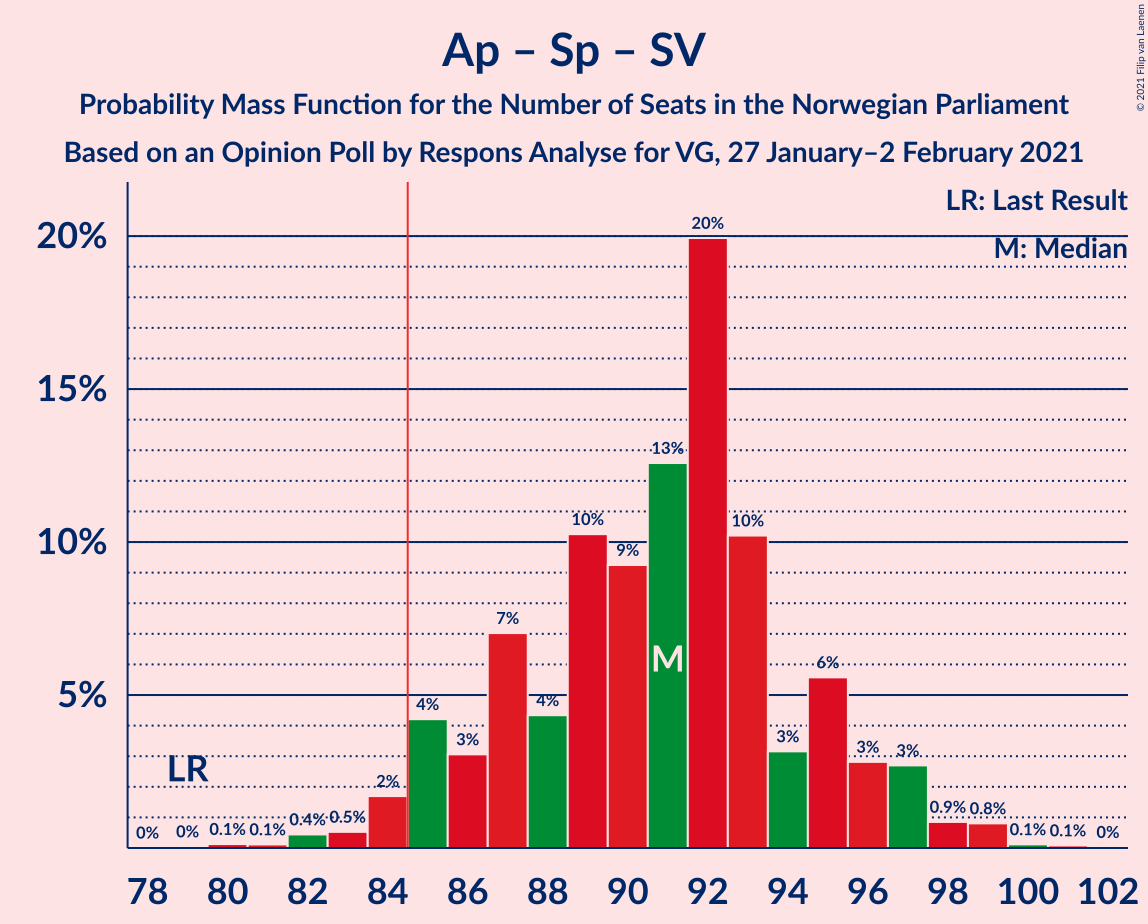 Ap – Sp – SV
Probability Mass Function for the Number of Seats in the Norwegian Parliament
Based on an Opinion Poll by Respons Analyse for VG, 27 January–2 February 2021
© 2021 Filip van Laenen
LR: Last Result
M: Median
20%
15%
10%
5%
LR
M
0% 0% 0.1% 0.1% 0.4% 0.5% 2% 4% 3% 7% 4% 10% 9% 13% 20% 10% 3% 6% 3% 3% 0.9% 0.8% 0.1% 0.1% 0%
78 80 82 84 86 88 90 92 94 96 98 100 102